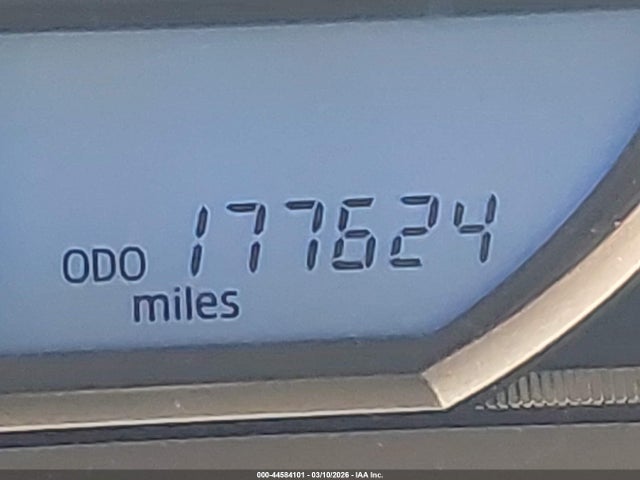 ODO 177624
miles
000-44584101 - 03/10/2026 - IAA Inc.